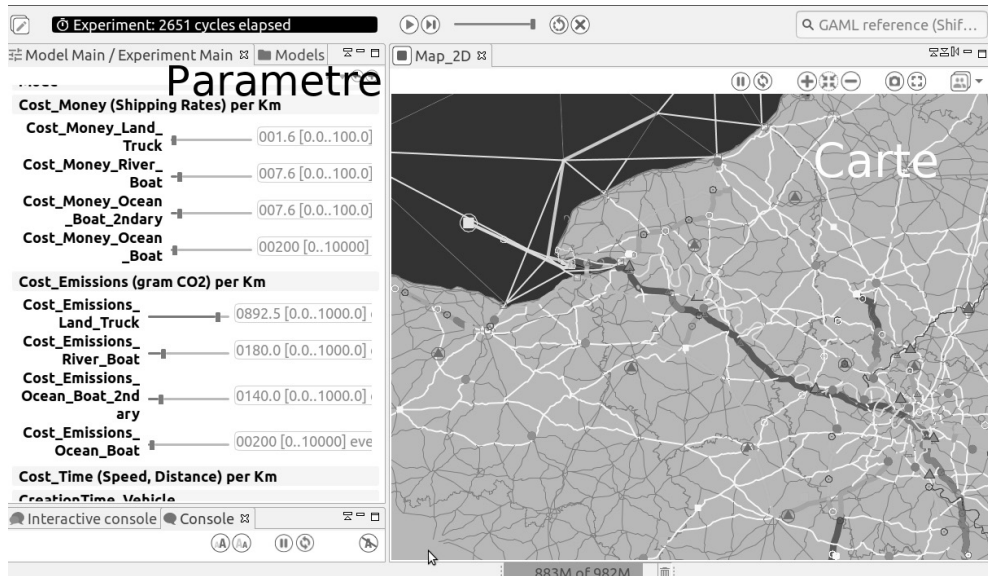 Experiment: 2651 cycles elapsed
GAML reference (Shif…
Model Main / Experiment Main
Models
Parametre
Cost_Money (Shipping Rates) per Km
Cost_Money_Land_
Truck
001.6 [0.0..100.0]
Cost_Money_River_
Boat
007.6 [0.0..100.0]
Cost_Money_Ocean
_Boat_2ndary
007.6 [0.0..100.0]
Cost_Money_Ocean
_Boat
00200 [0..10000]
Cost_Emissions (gram CO2) per Km
Cost_Emissions_
Land_Truck
0892.5 [0.0..1000.0]
Cost_Emissions_
River_Boat
0180.0 [0.0..1000.0]
Cost_Emissions_
Ocean_Boat_2nd
ary
0140.0 [0.0..1000.0]
Cost_Emissions_
Ocean_Boat
00200 [0..10000] eve
Cost_Time (Speed, Distance) per Km
CreationTime_Vehicle
Interactive console
Console
Map_2D
Carte
883M of 982M